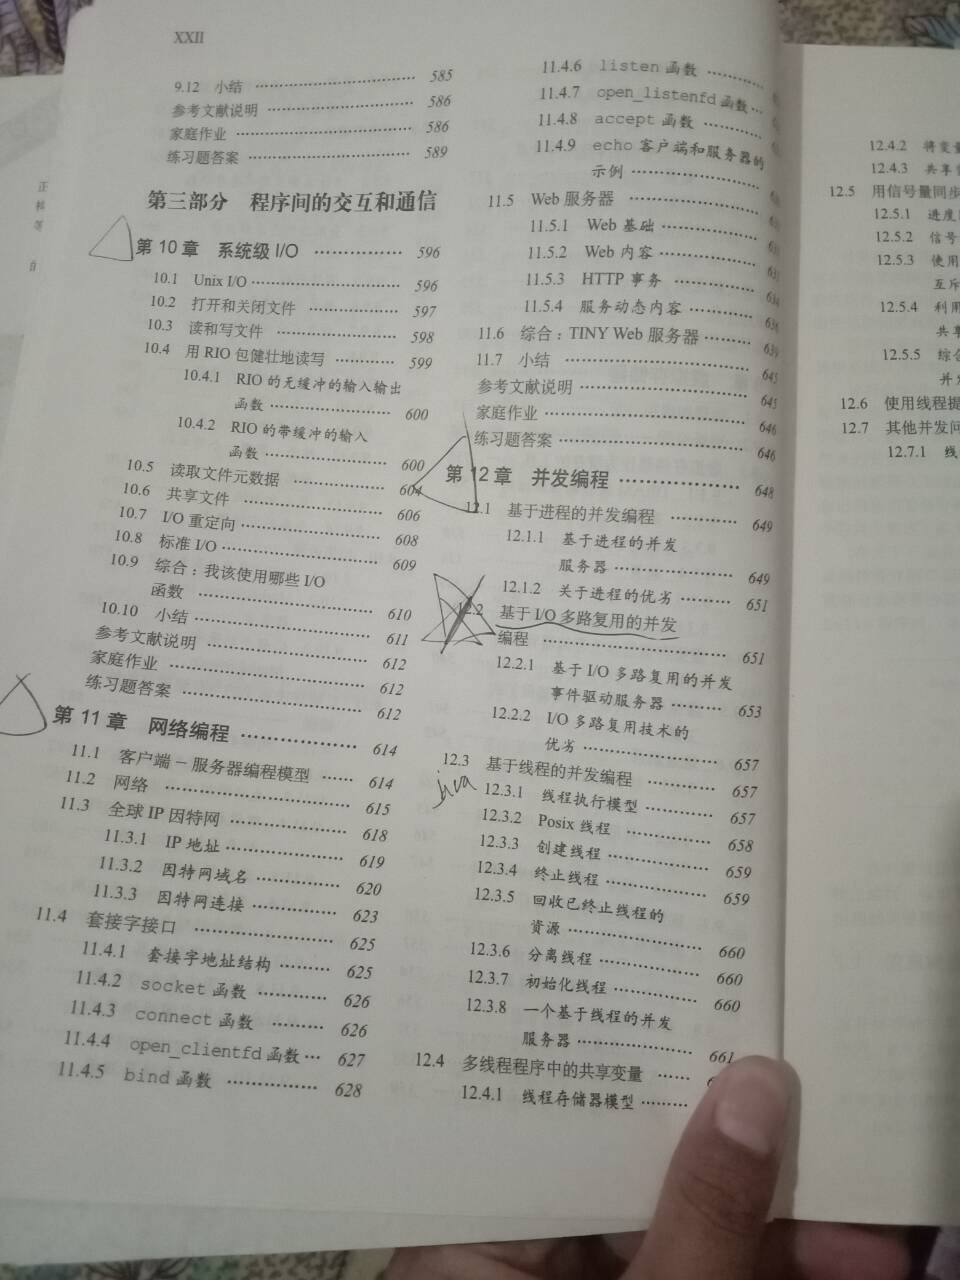 XXII
9.12 小结 585
参考文献说明 586
家庭作业 586
练习题答案 589
第三部分 程序间的交互和通信
第10章 系统级 I/O 596
10.1 Unix I/O 596
10.2 打开和关闭文件 597
10.3 读和写文件 598
10.4 用 RIO 包健壮地读写 599
10.4.1 RIO 的无缓冲的输入输出
函数 600
10.4.2 RIO 的带缓冲的输入
函数 600
10.5 读取文件元数据 604
10.6 共享文件 606
10.7 I/O 重定向 608
10.8 标准 I/O 609
10.9 综合：我该使用哪些 I/O
函数 610
10.10 小结 611
参考文献说明 612
家庭作业 612
练习题答案 612
第11章 网络编程 614
11.1 客户端－服务器编程模型 614
11.2 网络 615
11.3 全球 IP 因特网 618
11.3.1 IP 地址 619
11.3.2 因特网域名 620
11.3.3 因特网连接 623
11.4 套接字接口 625
11.4.1 套接字地址结构 625
11.4.2 socket 函数 626
11.4.3 connect 函数 626
11.4.4 open_clientfd 函数 627
11.4.5 bind 函数 628
11.4.6 listen 函数
11.4.7 open_listenfd 函数
11.4.8 accept 函数
11.4.9 echo 客户端和服务器的
示例
11.5 Web 服务器
11.5.1 Web 基础
11.5.2 Web 内容
11.5.3 HTTP 事务 634
11.5.4 服务动态内容 636
11.6 综合：TINY Web 服务器 639
11.7 小结 645
参考文献说明 645
家庭作业 646
练习题答案 646
第12章 并发编程 648
12.1 基于进程的并发编程 649
12.1.1 基于进程的并发
服务器 649
12.1.2 关于进程的优劣 651
12.2 基于 I/O 多路复用的并发
编程 651
12.2.1 基于 I/O 多路复用的并发
事件驱动服务器 653
12.2.2 I/O 多路复用技术的
优劣 657
12.3 基于线程的并发编程 657
12.3.1 线程执行模型 657
12.3.2 Posix 线程 658
12.3.3 创建线程 659
12.3.4 终止线程 659
12.3.5 回收已终止线程的
资源 660
12.3.6 分离线程 660
12.3.7 初始化线程 660
12.3.8 一个基于线程的并发
服务器 661
12.4 多线程程序中的共享变量
12.4.1 线程存储器模型
12.4.2 将变量
12.4.3 共享
12.5 用信号量同步
12.5.1 进度
12.5.2 信号
12.5.3 使用
互斥
12.5.4 利用
共享
12.5.5 综合
并发
12.6 使用线程提
12.7 其他并发问
12.7.1 线